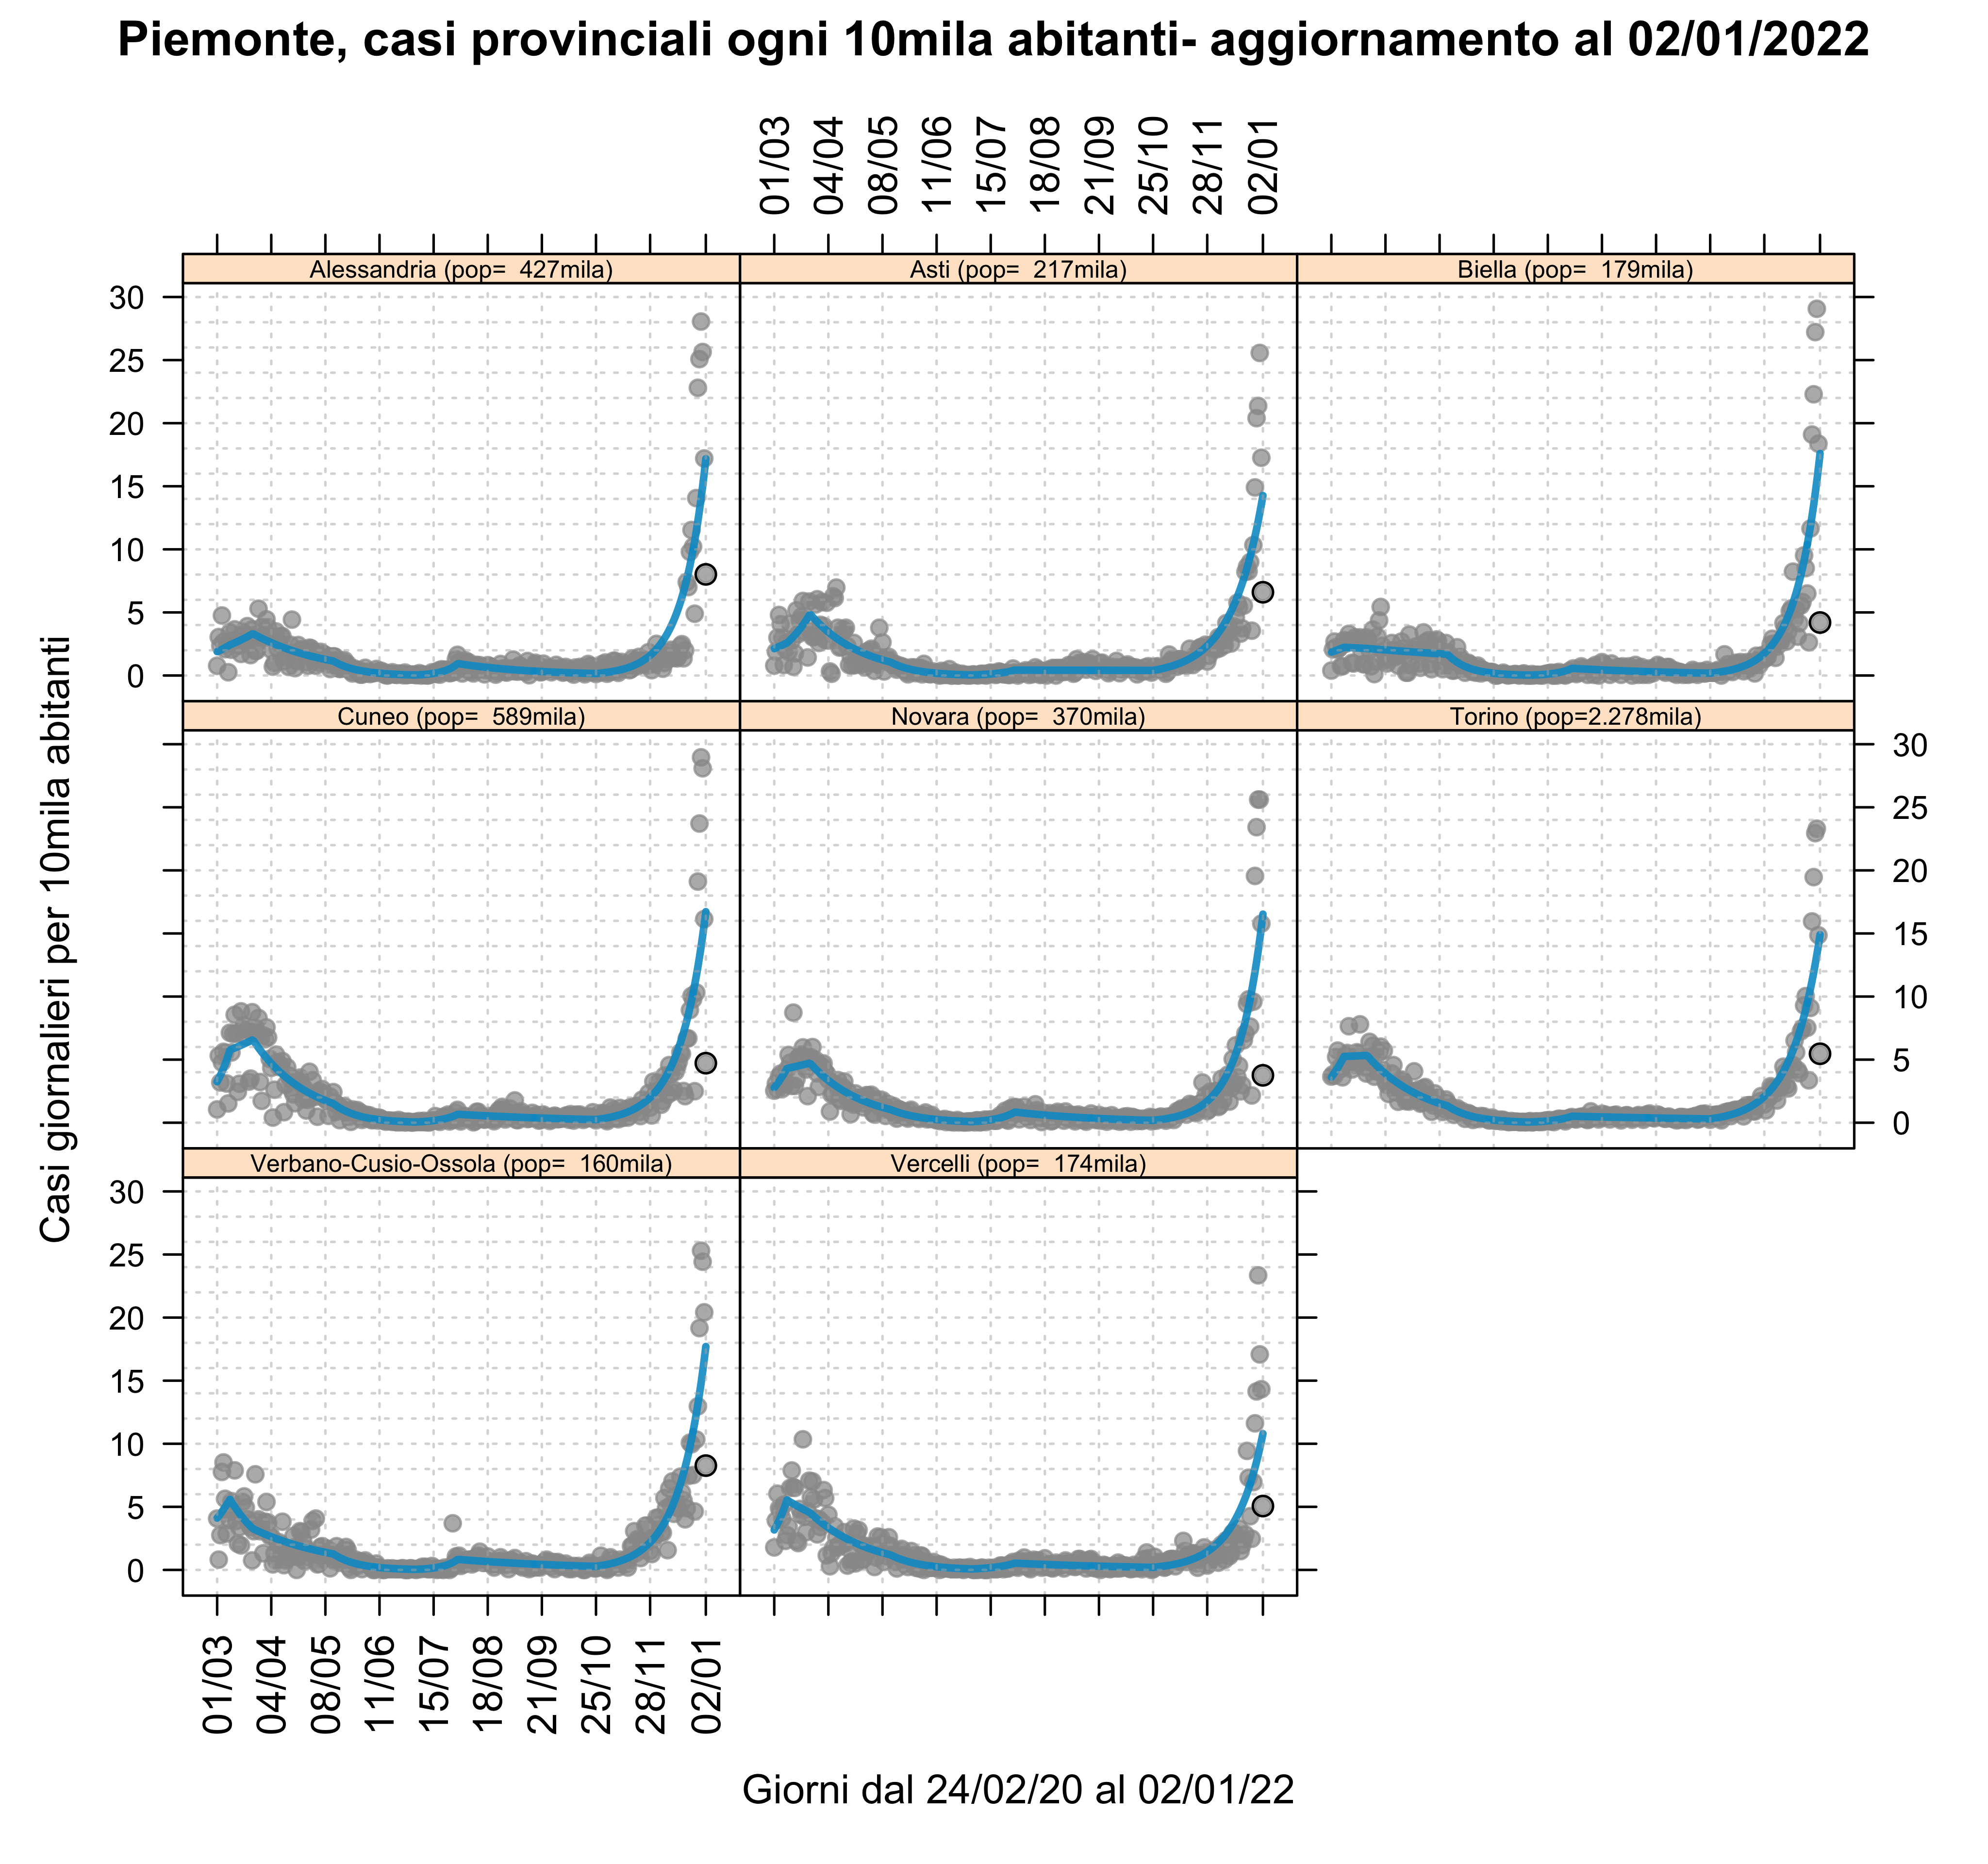 Piemonte, casi provinciali ogni 10mila abitanti- aggiornamento al 02/01/2022
01/03 04/04 08/05 11/06 15/07 18/08 21/09 25/10 28/11 02/01
Alessandria (pop=  427mila)
Asti (pop=  217mila)
Biella (pop=  179mila)
30
25
20
15
10
5
0
Casi giornalieri per 10mila abitanti
Cuneo (pop=  589mila)
Novara (pop=  370mila)
Torino (pop=2.278mila)
30
25
20
15
10
5
0
Verbano-Cusio-Ossola (pop=  160mila)
Vercelli (pop=  174mila)
30
25
20
15
10
5
0
01/03 04/04 08/05 11/06 15/07 18/08 21/09 25/10 28/11 02/01
Giorni dal 24/02/20 al 02/01/22